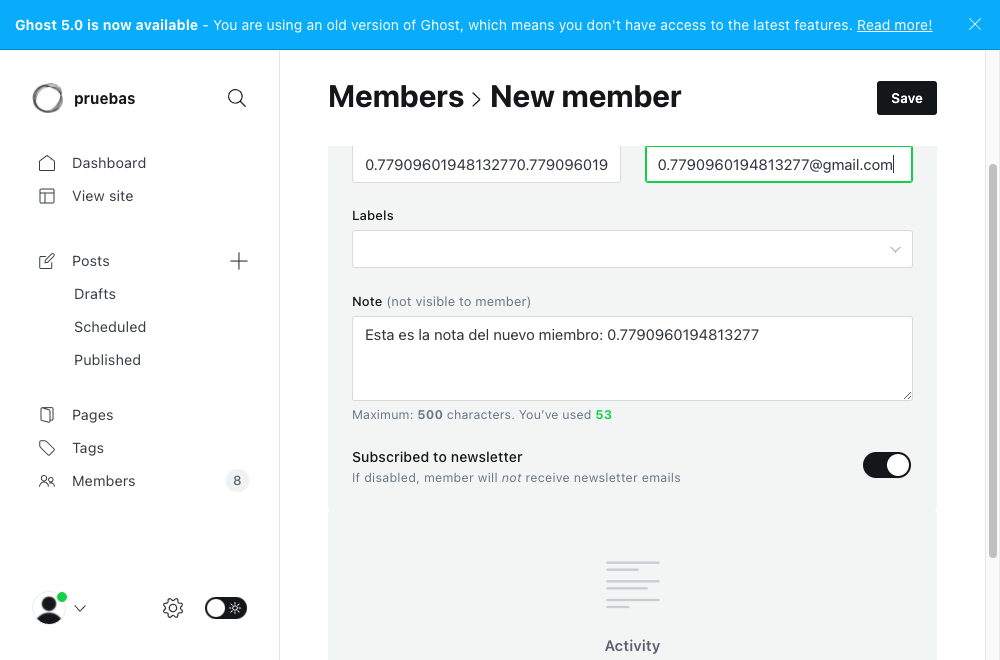 Ghost 5.0 is now available - You are using an old version of Ghost, which means you don't have access to the latest features. Read more!
pruebas
Dashboard
View site
Posts
Drafts
Scheduled
Published
Pages
Tags
Members 8
Members › New member
Save
0.77909601948132770.779096019
0.7790960194813277@gmail.com
Labels
Note (not visible to member)
Esta es la nota del nuevo miembro: 0.7790960194813277
Maximum: 500 characters. You've used 53
Subscribed to newsletter
If disabled, member will not receive newsletter emails
Activity